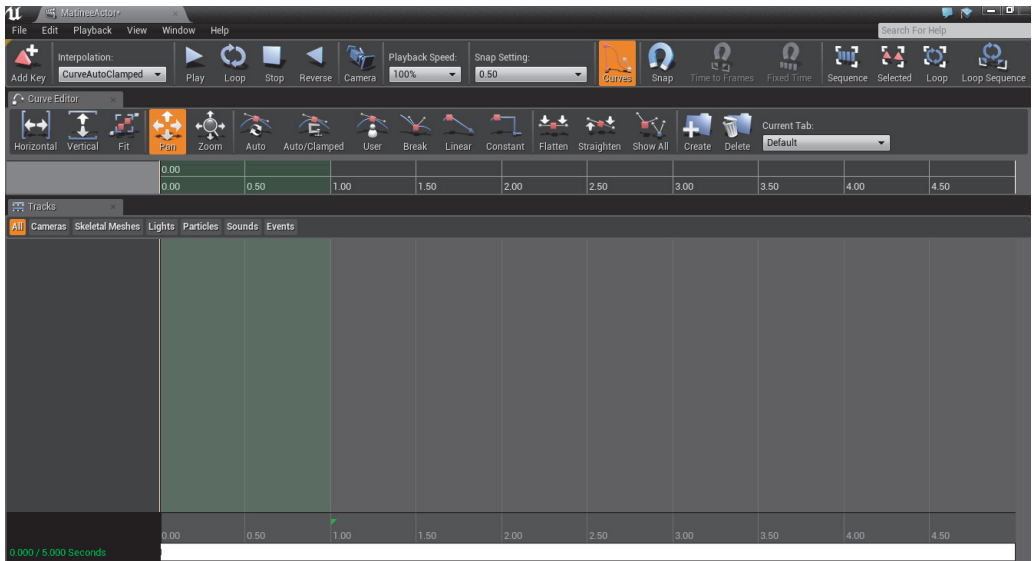 MatineeActor*
File Edit Playback View Window Help
Search For Help
Interpolation: Playback Speed: Snap Setting:
CurveAutoClamped 100% 0.50
Add Key Play Loop Stop Reverse Camera Curves Snap Time to Frames Fixed Time Sequence Selected Loop Loop Sequence
Curve Editor
Current Tab:
Default
Horizontal Vertical Fit Pan Zoom Auto Auto/Clamped User Break Linear Constant Flatten Straighten Show All Create Delete
0.00
0.00 0.50 1.00 1.50 2.00 2.50 3.00 3.50 4.00 4.50
Tracks
All Cameras Skeletal Meshes Lights Particles Sounds Events
0.00 0.50 1.00 1.50 2.00 2.50 3.00 3.50 4.00 4.50
0.000 / 5.000 Seconds